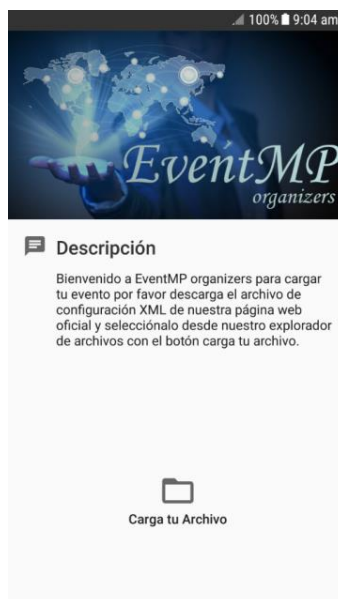 100% 9:04 am
EventMP
organizers
Descripción
Bienvenido a EventMP organizers para cargar
tu evento por favor descarga el archivo de
configuración XML de nuestra página web
oficial y selecciónalo desde nuestro explorador
de archivos con el botón carga tu archivo.
Carga tu Archivo